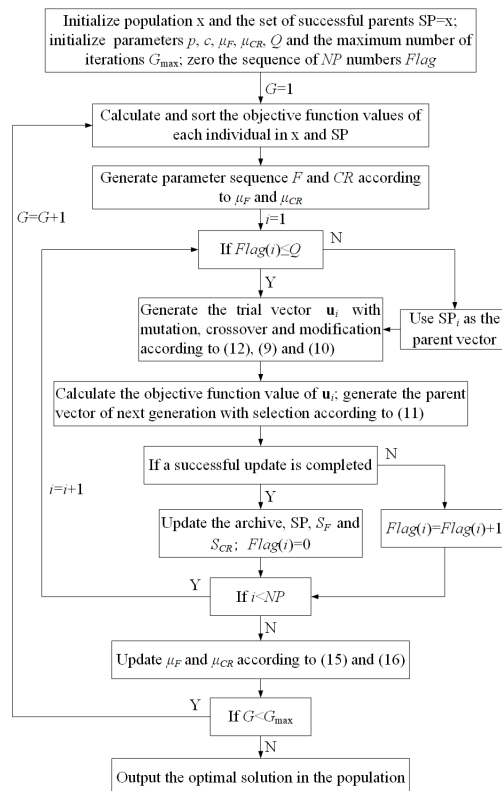 Initialize population x and the set of successful parents SP=x;
initialize parameters p, c, μF, μCR, Q and the maximum number of
iterations Gmax; zero the sequence of NP numbers Flag
G=1
Calculate and sort the objective function values of
each individual in x and SP
Generate parameter sequence F and CR according
to μF and μCR
G=G+1
i=1
If Flag(i)≤Q
N
Y
Generate the trial vector ui with
mutation, crossover and modification
according to (12), (9) and (10)
Use SPi as the
parent vector
Calculate the objective function value of ui; generate the parent
vector of next generation with selection according to (11)
If a successful update is completed
N
i=i+1
Y
Update the archive, SP, SF and
SCR; Flag(i)=0
Flag(i)=Flag(i)+1
Y
If i<NP
N
Update μF and μCR according to (15) and (16)
Y
If G<Gmax
N
Output the optimal solution in the population